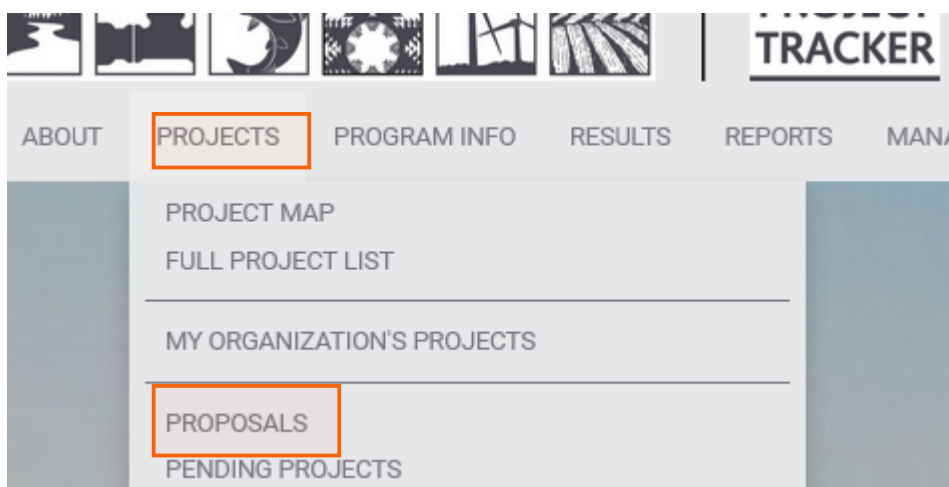 TRACKER
ABOUT PROJECTS PROGRAM INFO RESULTS REPORTS
PROJECT MAP
FULL PROJECT LIST
MY ORGANIZATION'S PROJECTS
PROPOSALS
PENDING PROJECTS